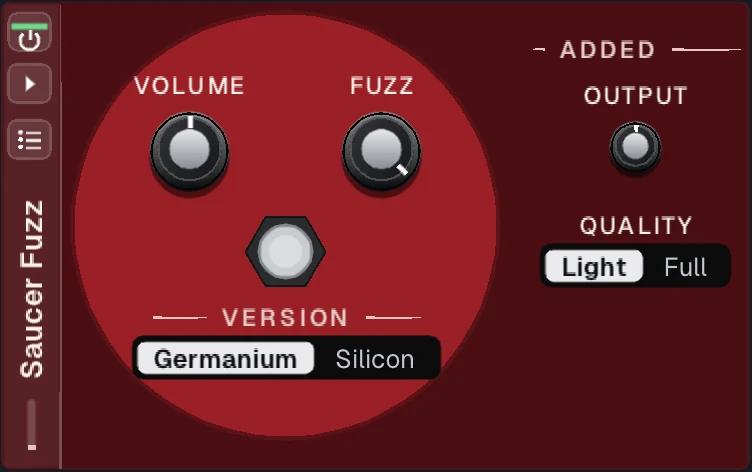 Saucer Fuzz
VOLUME
FUZZ
VERSION
Germanium Silicon
ADDED
OUTPUT
QUALITY
Light Full